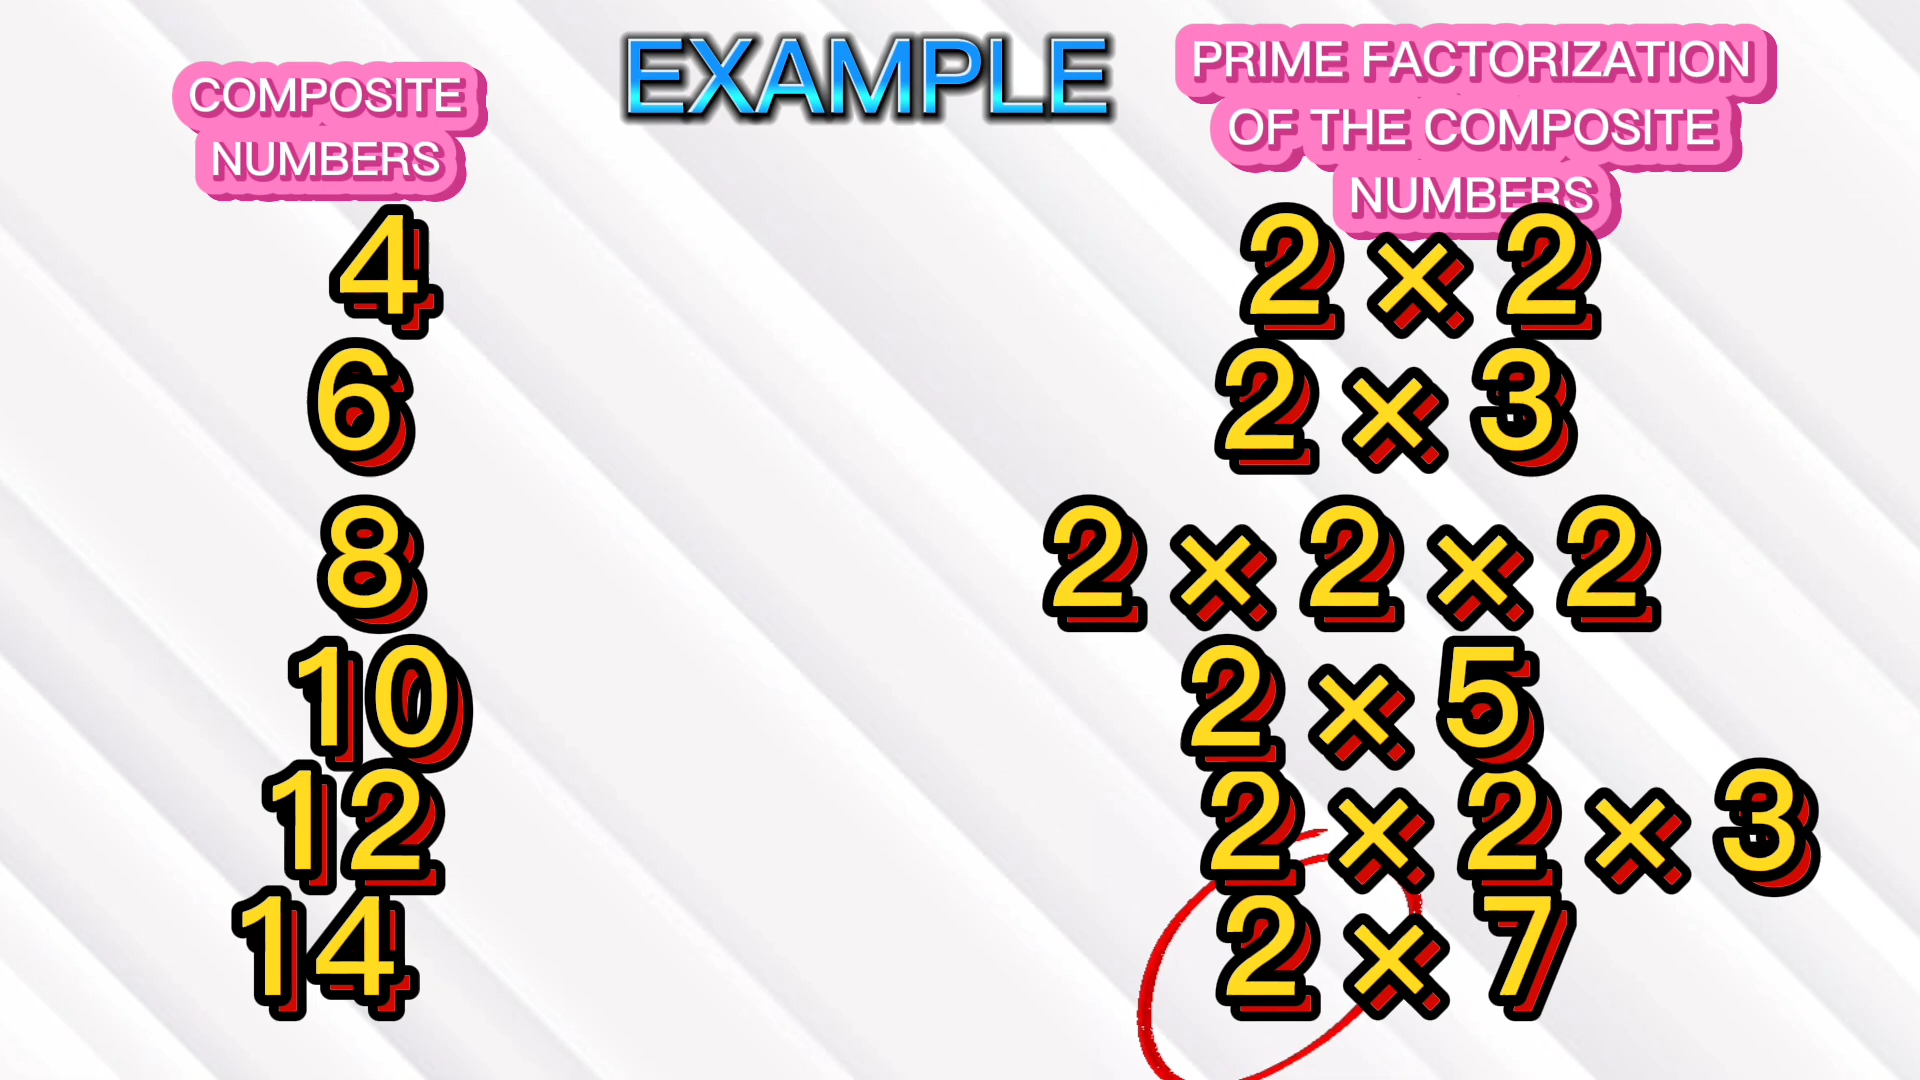 EXAMPLE
COMPOSITE
NUMBERS
PRIME FACTORIZATION
OF THE COMPOSITE
NUMBERS
4
2 × 2
6
2 × 3
8
2 × 2 × 2
10
2 × 5
12
2 × 2 × 3
14
2 × 7